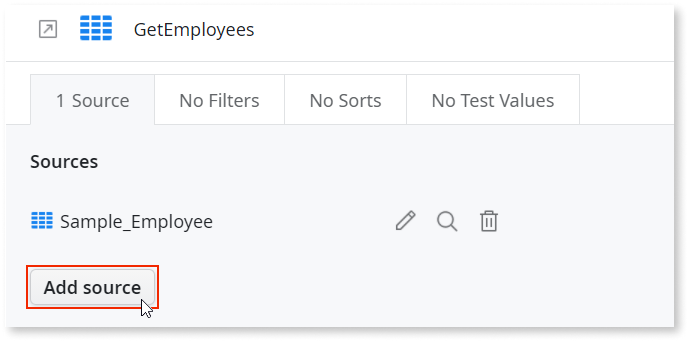 GetEmployees
1 Source No Filters No Sorts No Test Values
Sources
Sample_Employee
Add source